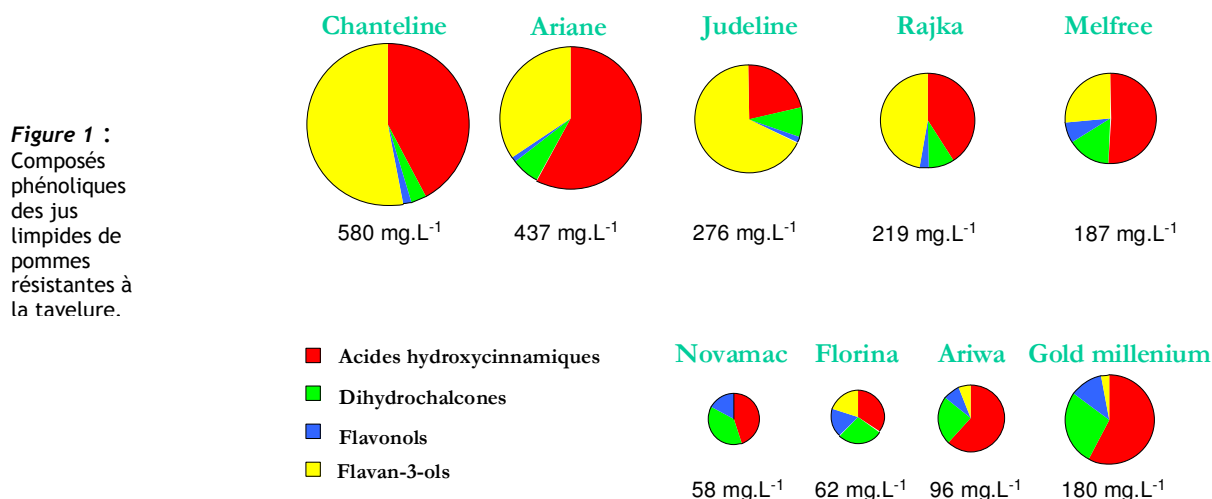 Chanteline Ariane Judeline Rajka Melfree
Figure 1 :
Composés
phénoliques
des jus
limpides de
pommes
résistantes à
la tavelure.
580 mg.L-1 437 mg.L-1 276 mg.L-1 219 mg.L-1 187 mg.L-1
Acides hydroxycinnamiques
Dihydrochalcones
Flavonols
Flavan-3-ols
Novamac Florina Ariwa Gold millenium
58 mg.L-1 62 mg.L-1 96 mg.L-1 180 mg.L-1